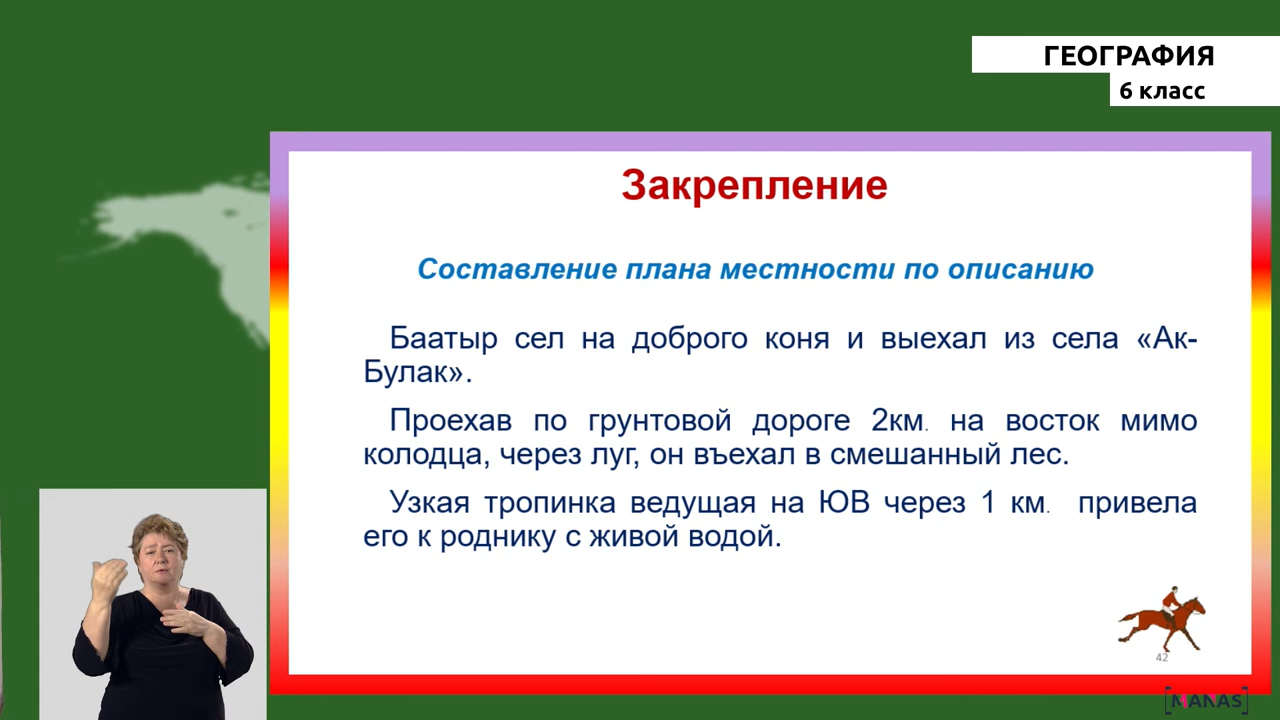 ГЕОГРАФИЯ
6 класс
Закрепление
Составление плана местности по описанию
Баатыр сел на доброго коня и выехал из села «Ак-
Булак».
Проехав по грунтовой дороге 2км. на восток мимо
колодца, через луг, он въехал в смешанный лес.
Узкая тропинка ведущая на ЮВ через 1 км. привела
его к роднику с живой водой.
42
[MANAS]